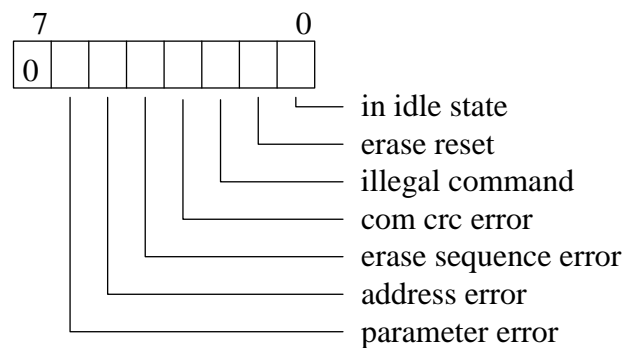 7 0
0
in idle state
erase reset
illegal command
com crc error
erase sequence error
address error
parameter error